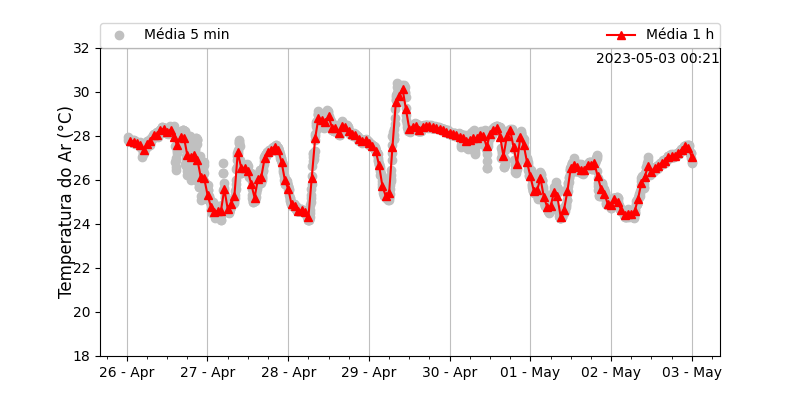 Média 5 min
Média 1 h
2023-05-03 00:21
Temperatura do Ar (°C)
32
30
28
26
24
22
20
18
26 - Apr
27 - Apr
28 - Apr
29 - Apr
30 - Apr
01 - May
02 - May
03 - May